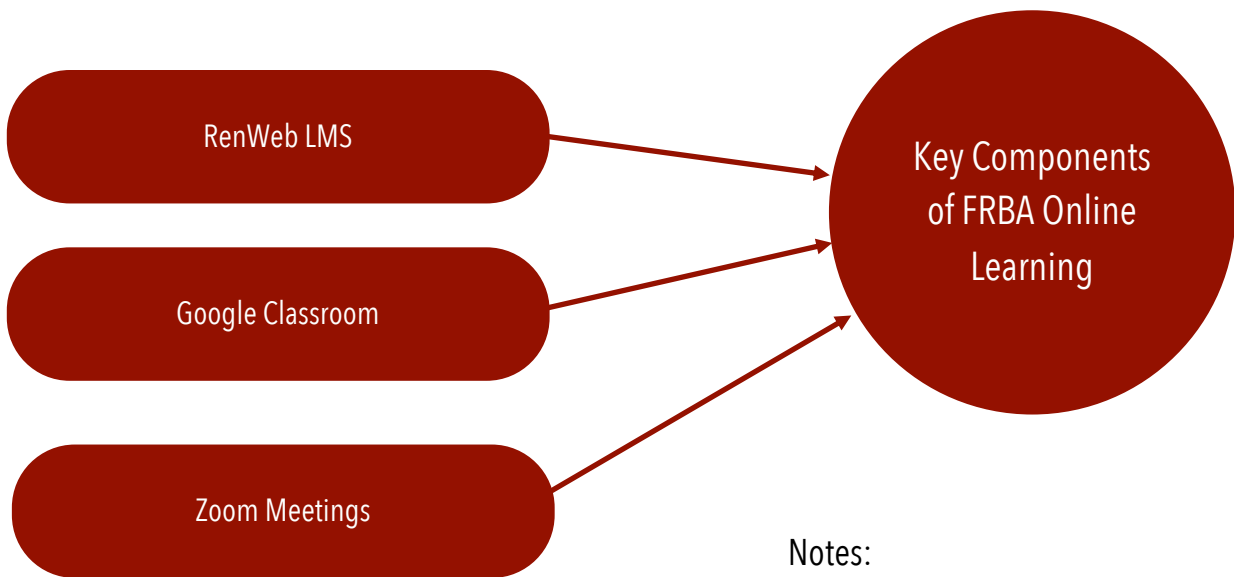 RenWeb LMS
Google Classroom
Zoom Meetings
Key Components
of FRBA Online
Learning
Notes: